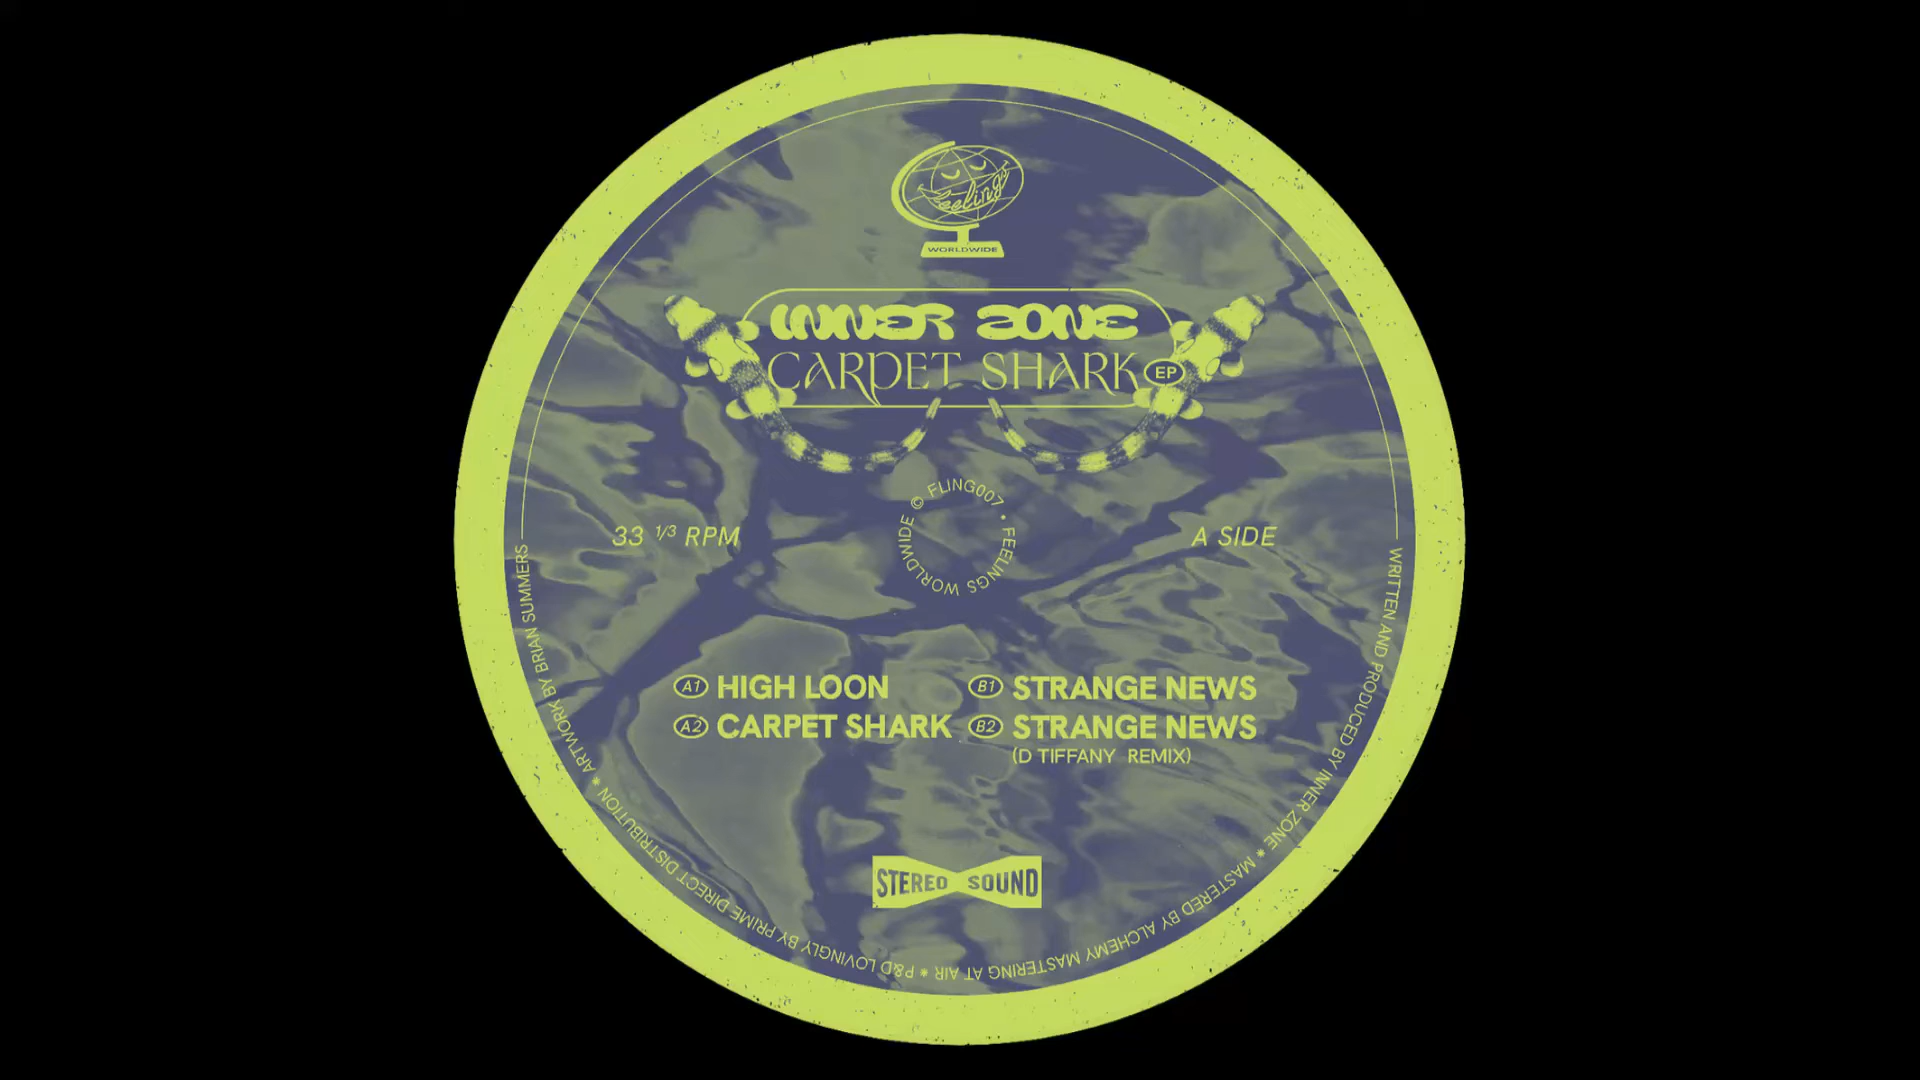 Feelings
WORLDWIDE
INNER ZONE
CARPET SHARK EP
© FLING007 • FEELINGS WORLDWIDE
33 1/3 RPM
A SIDE
A1 HIGH LOON
A2 CARPET SHARK
B1 STRANGE NEWS
B2 STRANGE NEWS
(D TIFFANY REMIX)
STEREO SOUND
WRITTEN AND PRODUCED BY INNER ZONE * MASTERED BY ALCHEMY MASTERING AT AIR * P&D LOVINGLY BY PRIME DIRECT DISTRIBUTION * ARTWORK BY BRIAN SUMMERS